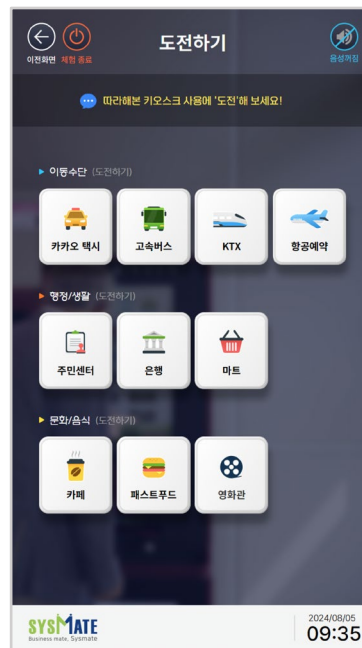 도전하기
이전화면 체험 종료
음성꺼짐
따라해본 키오스크 사용에 '도전'해 보세요!
이동수단 (도전하기)
카카오 택시 고속버스 KTX 항공예약
행정/생활 (도전하기)
주민센터 은행 마트
문화/음식 (도전하기)
카페 패스트푸드 영화관
SYSMATE
Business mate, Sysmate
2024/08/05
09:35